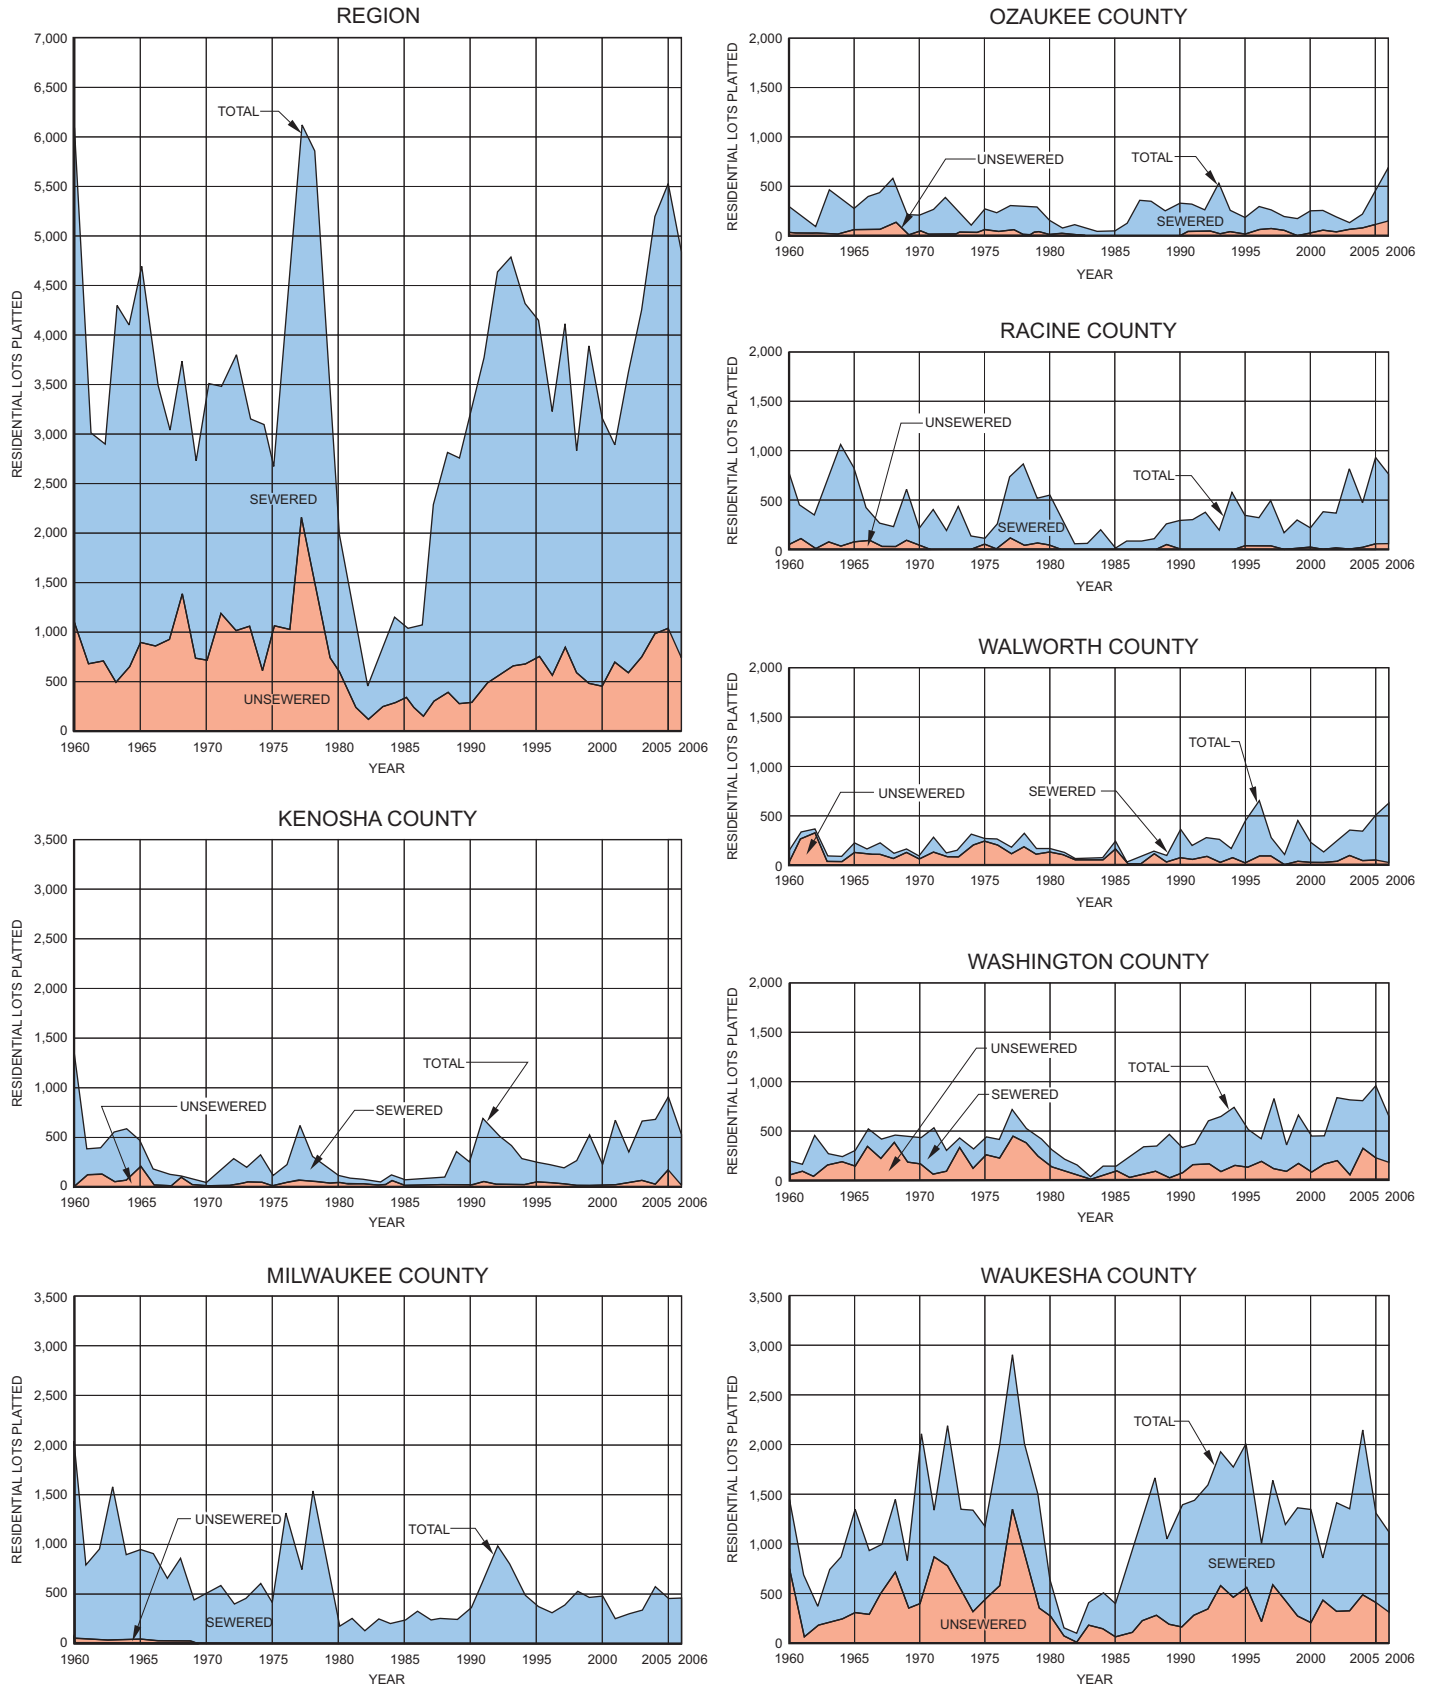 REGION
7,000
6,500
6,000
5,500
5,000
4,500
4,000
3,500
3,000
2,500
2,000
1,500
1,000
500
0
RESIDENTIAL LOTS PLATTED
TOTAL
SEWERED
UNSEWERED
1960 1965 1970 1975 1980 1985 1990 1995 2000 2005 2006
YEAR
KENOSHA COUNTY
3,500
3,000
2,500
2,000
1,500
1,000
500
0
RESIDENTIAL LOTS PLATTED
TOTAL
UNSEWERED
SEWERED
1960 1965 1970 1975 1980 1985 1990 1995 2000 2005 2006
YEAR
MILWAUKEE COUNTY
3,500
3,000
2,500
2,000
1,500
1,000
500
0
RESIDENTIAL LOTS PLATTED
UNSEWERED
TOTAL
SEWERED
1960 1965 1970 1975 1980 1985 1990 1995 2000 2005 2006
YEAR
OZAUKEE COUNTY
2,000
1,500
1,000
500
0
RESIDENTIAL LOTS PLATTED
UNSEWERED
TOTAL
SEWERED
1960 1965 1970 1975 1980 1985 1990 1995 2000 2005 2006
YEAR
RACINE COUNTY
2,000
1,500
1,000
500
0
RESIDENTIAL LOTS PLATTED
UNSEWERED
TOTAL
SEWERED
1960 1965 1970 1975 1980 1985 1990 1995 2000 2005 2006
YEAR
WALWORTH COUNTY
2,000
1,500
1,000
500
0
RESIDENTIAL LOTS PLATTED
TOTAL
UNSEWERED
SEWERED
1960 1965 1970 1975 1980 1985 1990 1995 2000 2005 2006
YEAR
WASHINGTON COUNTY
2,000
1,500
1,000
500
0
RESIDENTIAL LOTS PLATTED
UNSEWERED
TOTAL
SEWERED
1960 1965 1970 1975 1980 1985 1990 1995 2000 2005 2006
YEAR
WAUKESHA COUNTY
3,500
3,000
2,500
2,000
1,500
1,000
500
0
RESIDENTIAL LOTS PLATTED
TOTAL
SEWERED
UNSEWERED
1960 1965 1970 1975 1980 1985 1990 1995 2000 2005 2006
YEAR